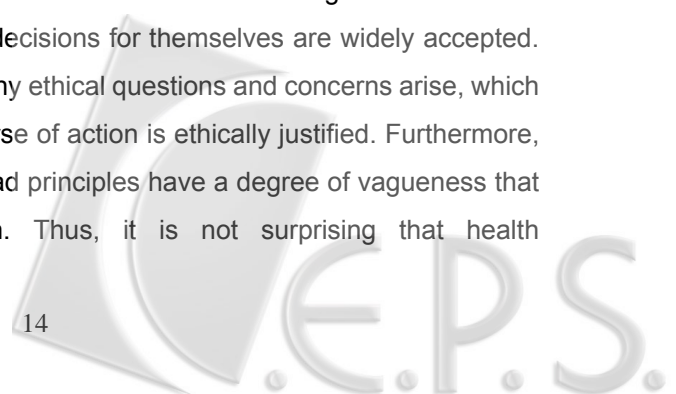 decisions for themselves are widely accepted.
ny ethical questions and concerns arise, which
rse of action is ethically justified. Furthermore,
ad principles have a degree of vagueness that
. Thus, it is not surprising that health
14
C.E.P.S.